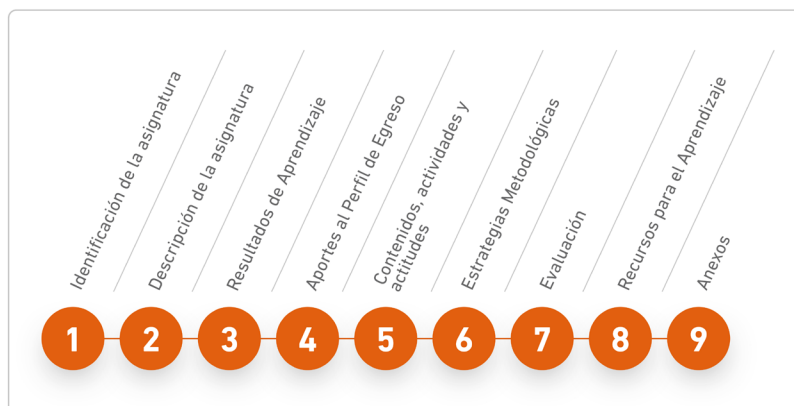 Identificación de la asignatura
Descripción de la asignatura
Resultados de Aprendizaje
Aportes al Perfil de Egreso
Contenidos, actividades y
actitudes
Estrategias Metodológicas
Evaluación
Recursos para el Aprendizaje
Anexos
1 2 3 4 5 6 7 8 9